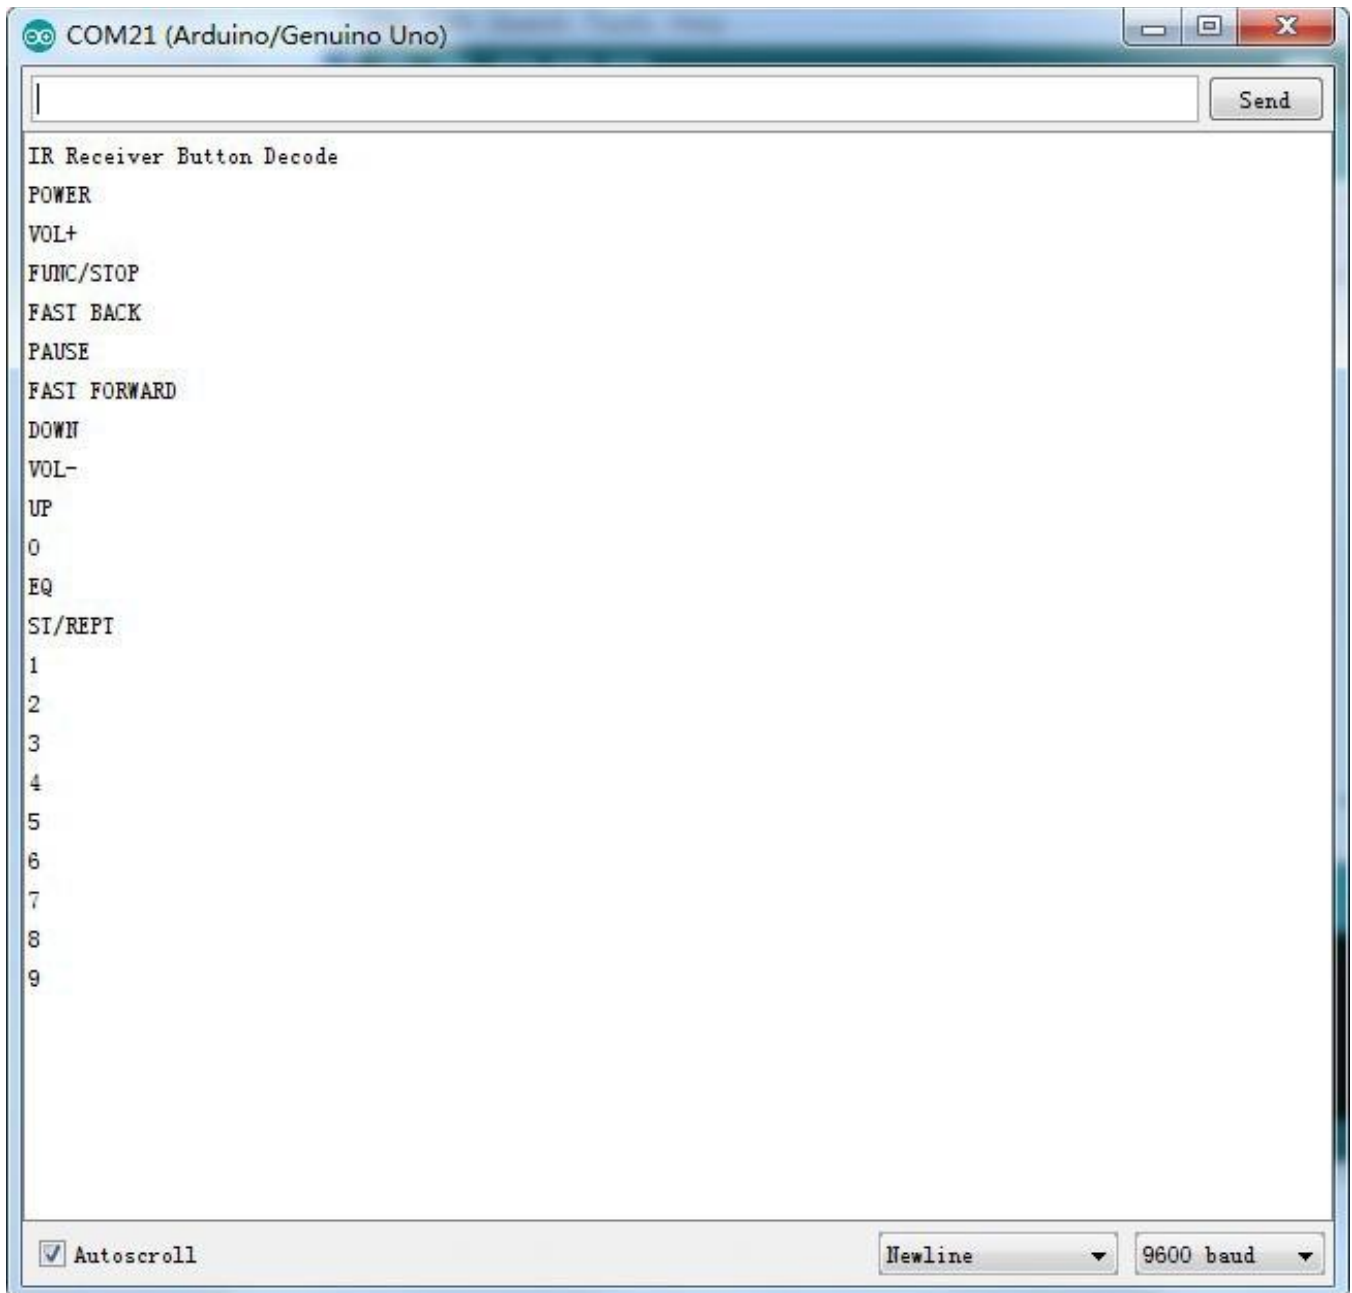 COM21 (Arduino/Genuino Uno)
Send
IR Receiver Button Decode
POWER
VOL+
FUNC/STOP
FAST BACK
PAUSE
FAST FORWARD
DOWN
VOL-
UP
0
EQ
ST/REPT
1
2
3
4
5
6
7
8
9
Autoscroll
Newline
9600 baud